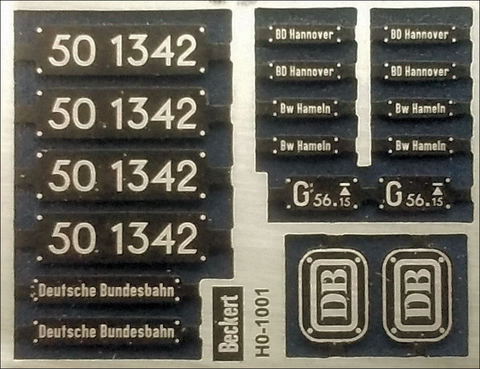 50 1342
50 1342
50 1342
50 1342
Deutsche Bundesbahn
Deutsche Bundesbahn
Beckert
H0-1001
BD Hannover
BD Hannover
BD Hannover
BD Hannover
Bw Hameln
Bw Hameln
Bw Hameln
Bw Hameln
G 56.15
G 56.15
DB
DB